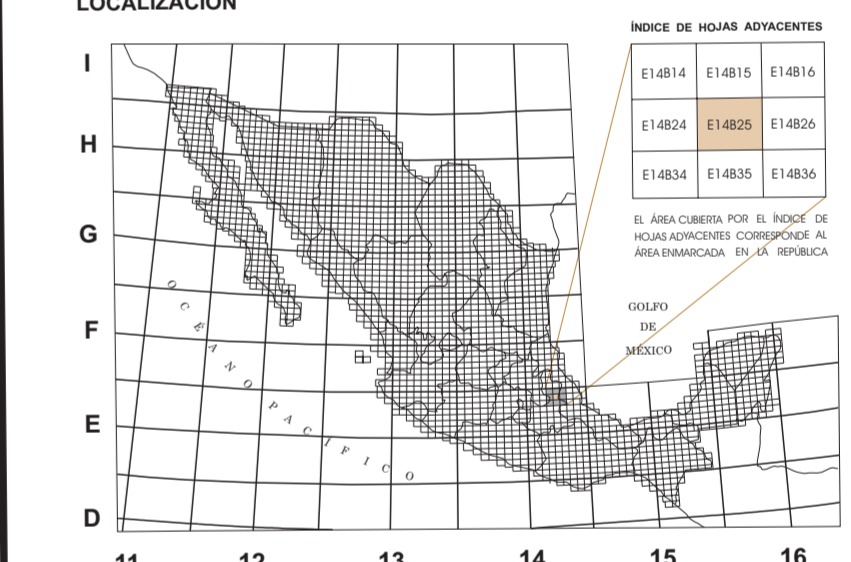 LOCALIZACIÓN
ÍNDICE DE HOJAS ADYACENTES
E14B14 E14B15 E14B16
E14B24 E14B25 E14B26
E14B34 E14B35 E14B36
EL ÁREA CUBIERTA POR EL ÍNDICE DE
HOJAS ADYACENTES CORRESPONDE AL
ÁREA ENMARCADA EN LA REPÚBLICA
I
H
G
F
E
D
OCÉANO PACIFICO
GOLFO
DE
MÉXICO
11 12 13 14 15 16